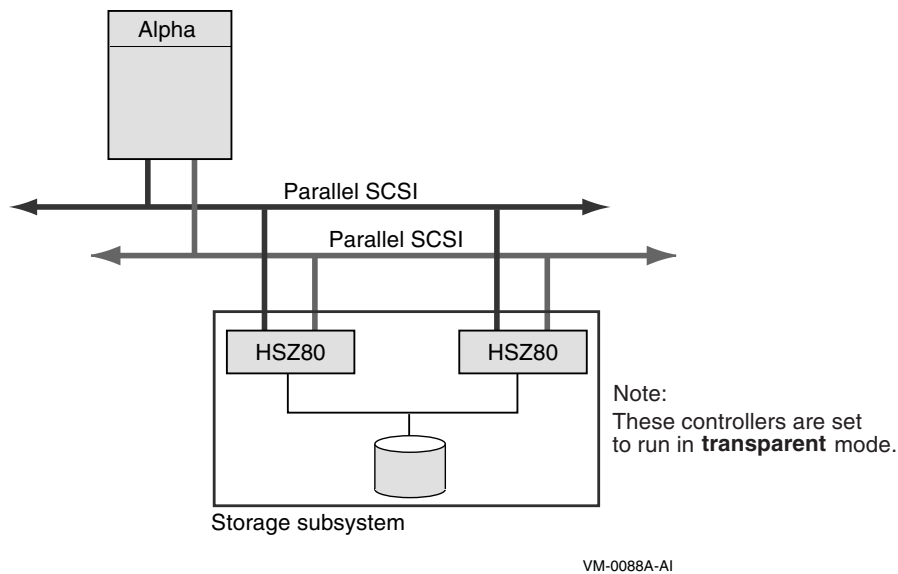 Alpha
Parallel SCSI
Parallel SCSI
HSZ80
HSZ80
Note:
These controllers are set
to run in transparent mode.
Storage subsystem
VM-0088A-AI